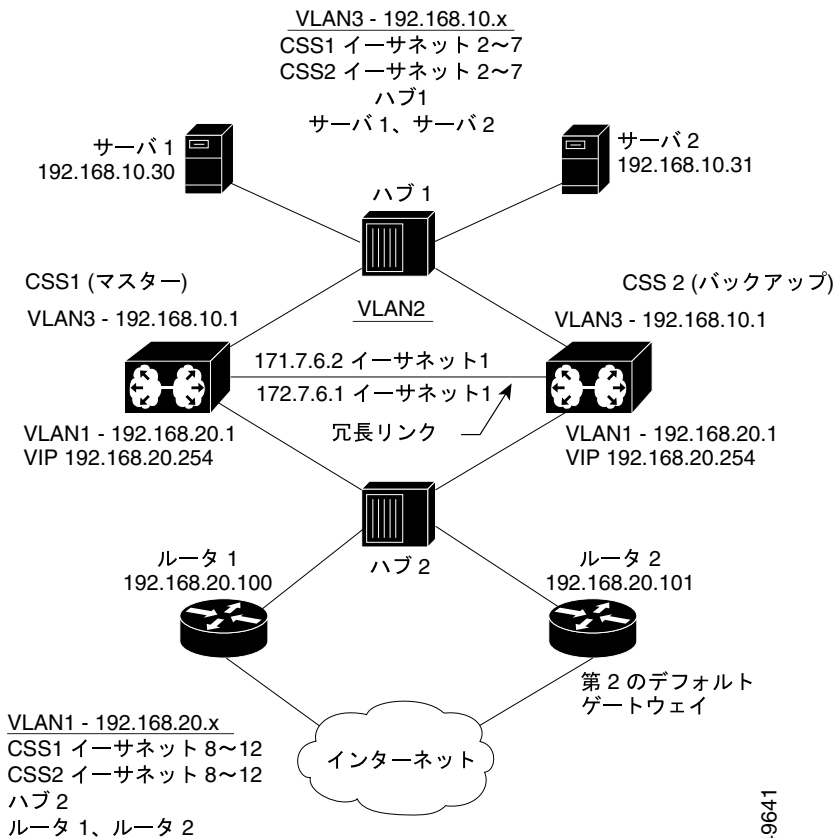 VLAN3 - 192.168.10.x
CSS1 イーサネット 2～7
CSS2 イーサネット 2～7
ハブ1
サーバ 1、サーバ 2
サーバ 1
192.168.10.30
サーバ 2
192.168.10.31
ハブ 1
CSS1 (マスター)
CSS 2 (バックアップ)
VLAN3 - 192.168.10.1
VLAN2
VLAN3 - 192.168.10.1
171.7.6.2 イーサネット1
172.7.6.1 イーサネット1
冗長リンク
VLAN1 - 192.168.20.1
VIP 192.168.20.254
VLAN1 - 192.168.20.1
VIP 192.168.20.254
ハブ 2
ルータ 1
192.168.20.100
ルータ 2
192.168.20.101
第 2 のデフォルト
ゲートウェイ
インターネット
VLAN1 - 192.168.20.x
CSS1 イーサネット 8～12
CSS2 イーサネット 8～12
ハブ 2
ルータ 1、ルータ 2